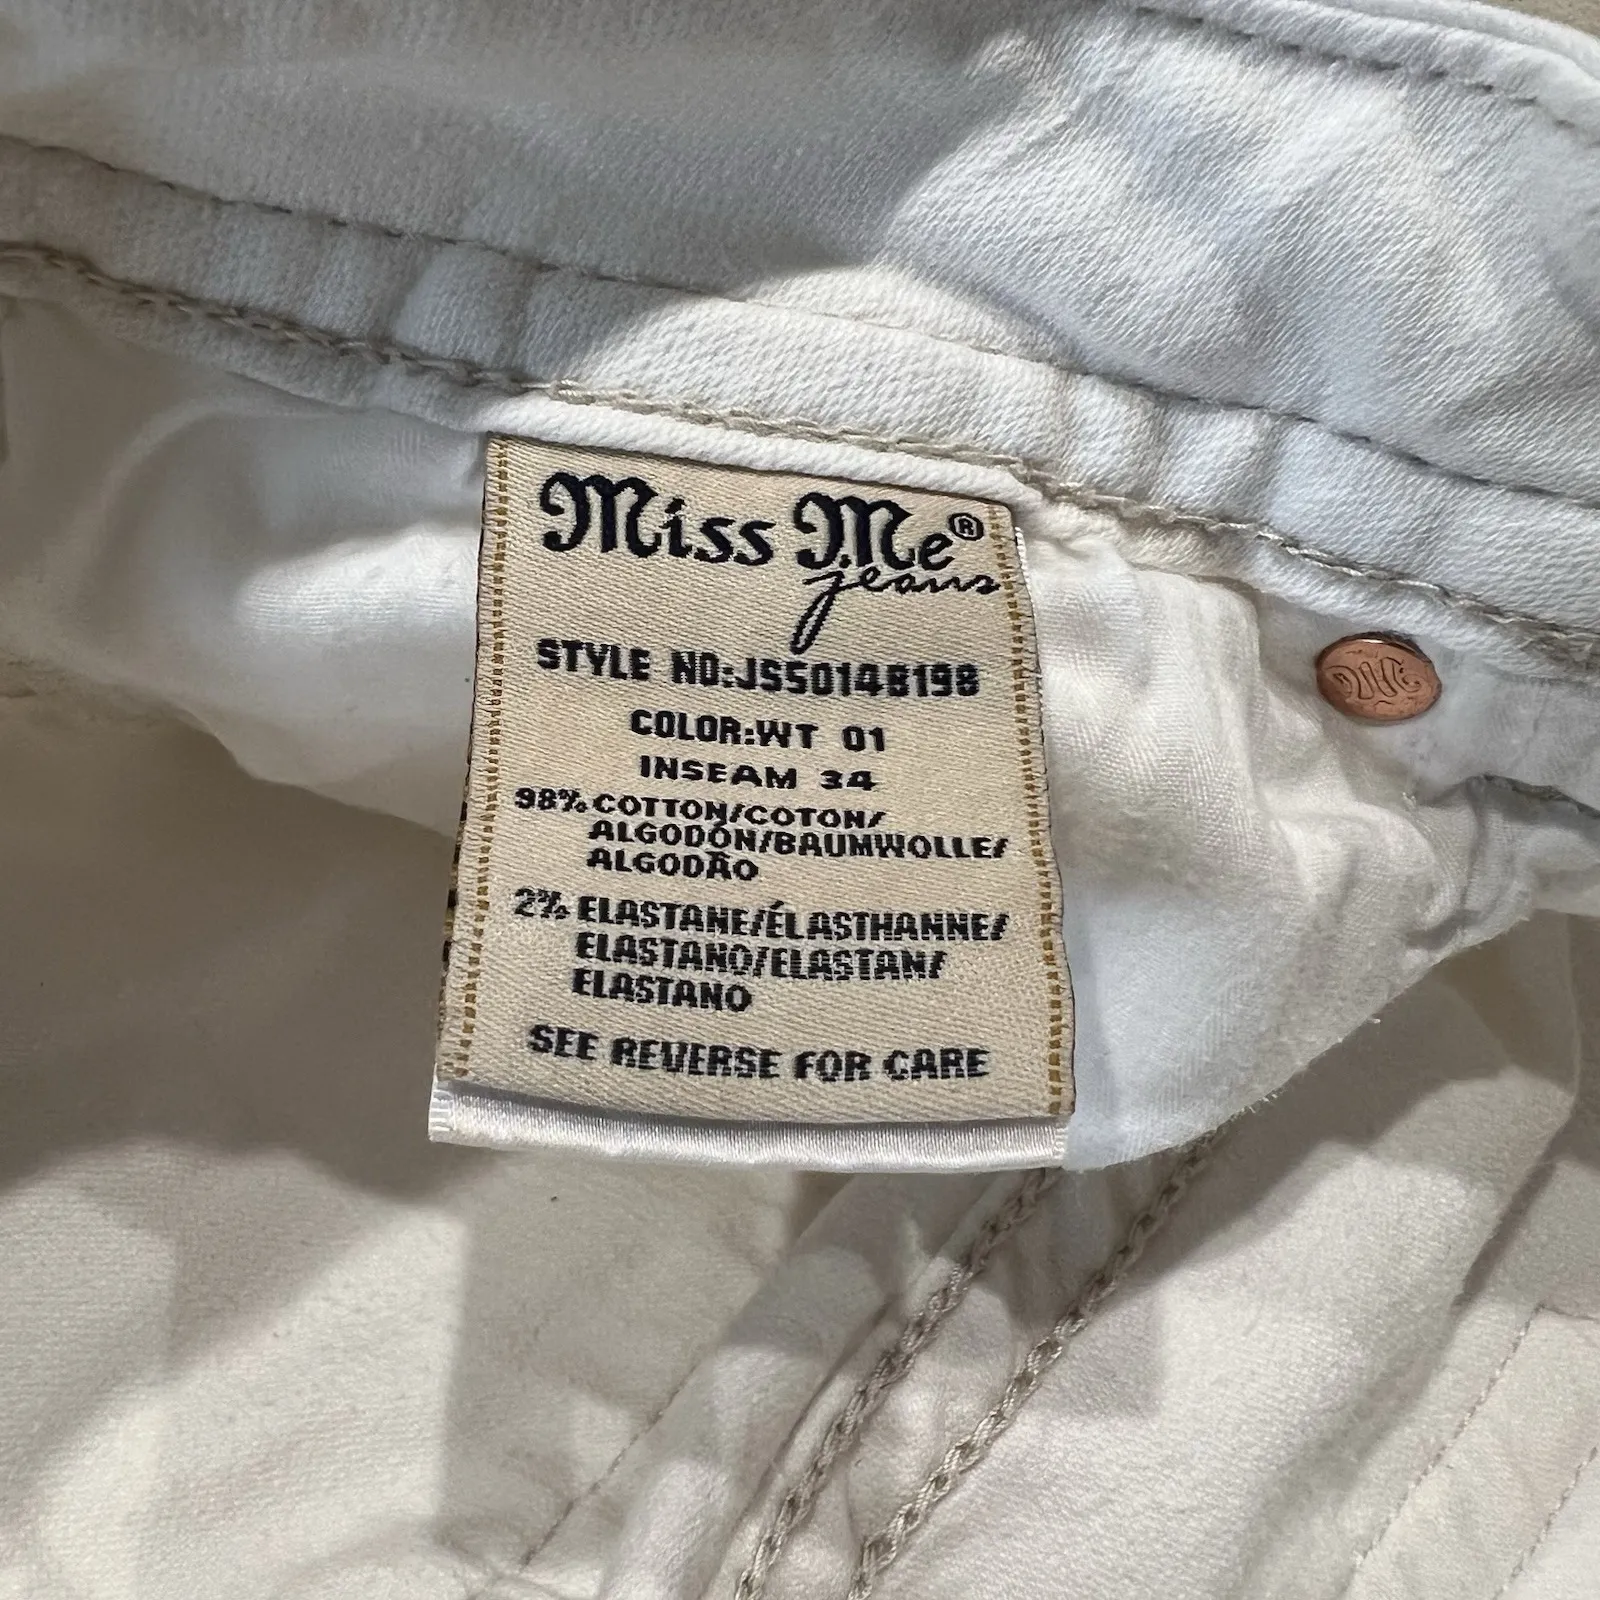 Miss Me®
jeans
STYLE NO:JS5014B198
COLOR:WT 01
INSEAM 34
98% COTTON/COTON/
ALGODÓN/BAUMWOLLE/
ALGODÃO
2% ELASTANE/ÉLASTHANNE/
ELASTANO/ELASTAN/
ELASTANO
SEE REVERSE FOR CARE